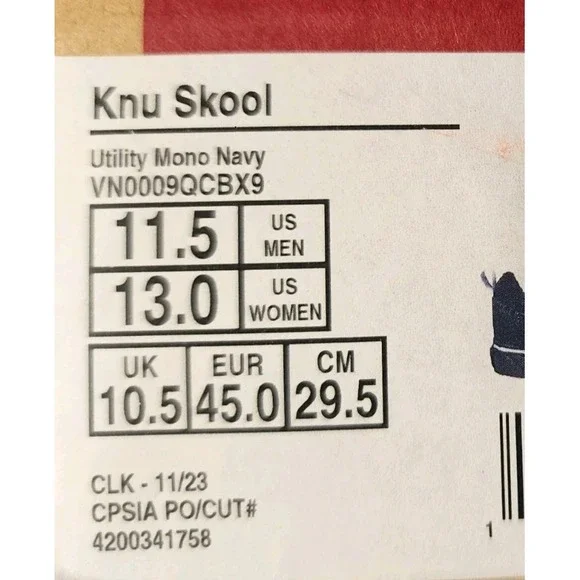 Knu Skool
Utility Mono Navy
VN0009QCBX9
11.5 US MEN
13.0 US WOMEN
UK EUR CM
10.5 45.0 29.5
CLK - 11/23
CPSIA PO/CUT#
4200341758
1